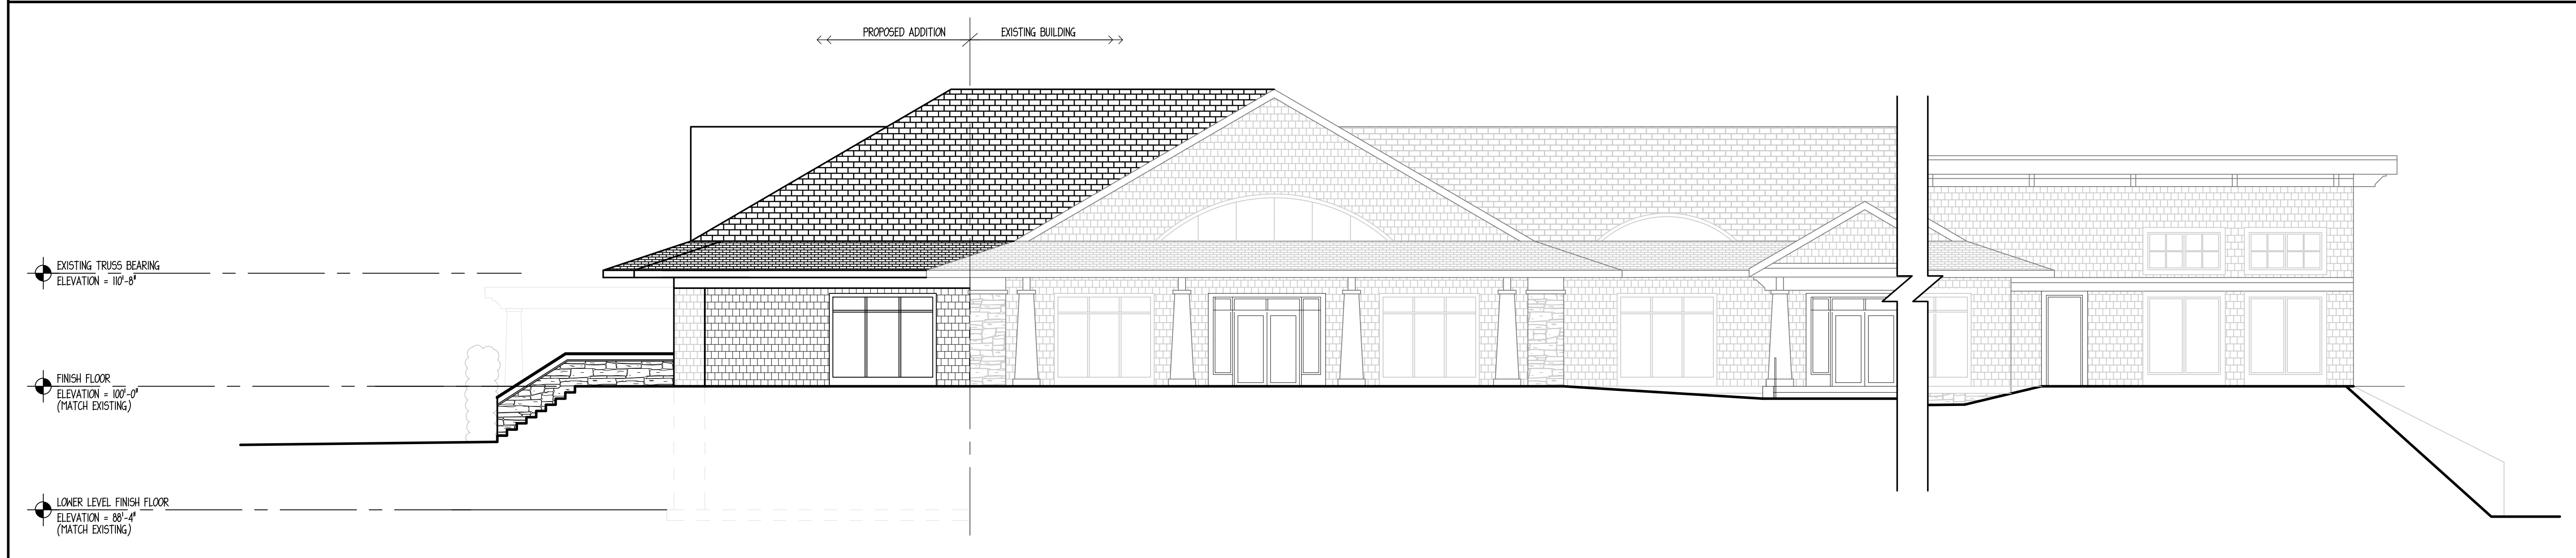 PROPOSED ADDITION
EXISTING BUILDING
EXISTING TRUSS BEARING
ELEVATION = 110'-8"
FINISH FLOOR
ELEVATION = 100'-0"
(MATCH EXISTING)
LOWER LEVEL FINISH FLOOR
ELEVATION = 88'-4"
(MATCH EXISTING)